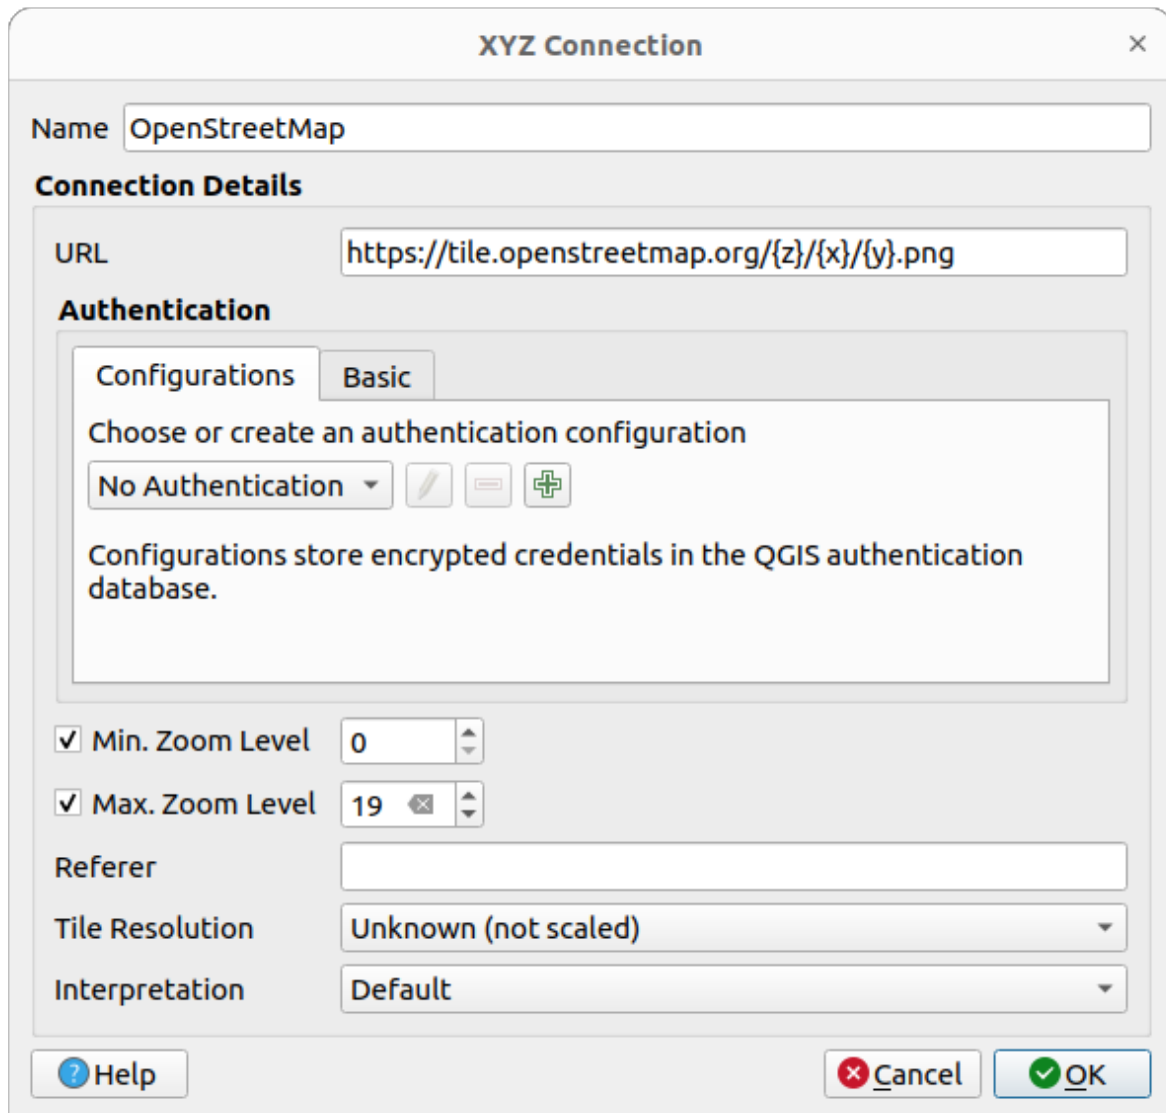 XYZ Connection
Name OpenStreetMap
Connection Details
URL https://tile.openstreetmap.org/{z}/{x}/{y}.png
Authentication
Configurations Basic
Choose or create an authentication configuration
No Authentication
Configurations store encrypted credentials in the QGIS authentication
database.
Min. Zoom Level 0
Max. Zoom Level 19
Referer
Tile Resolution Unknown (not scaled)
Interpretation Default
Help Cancel OK